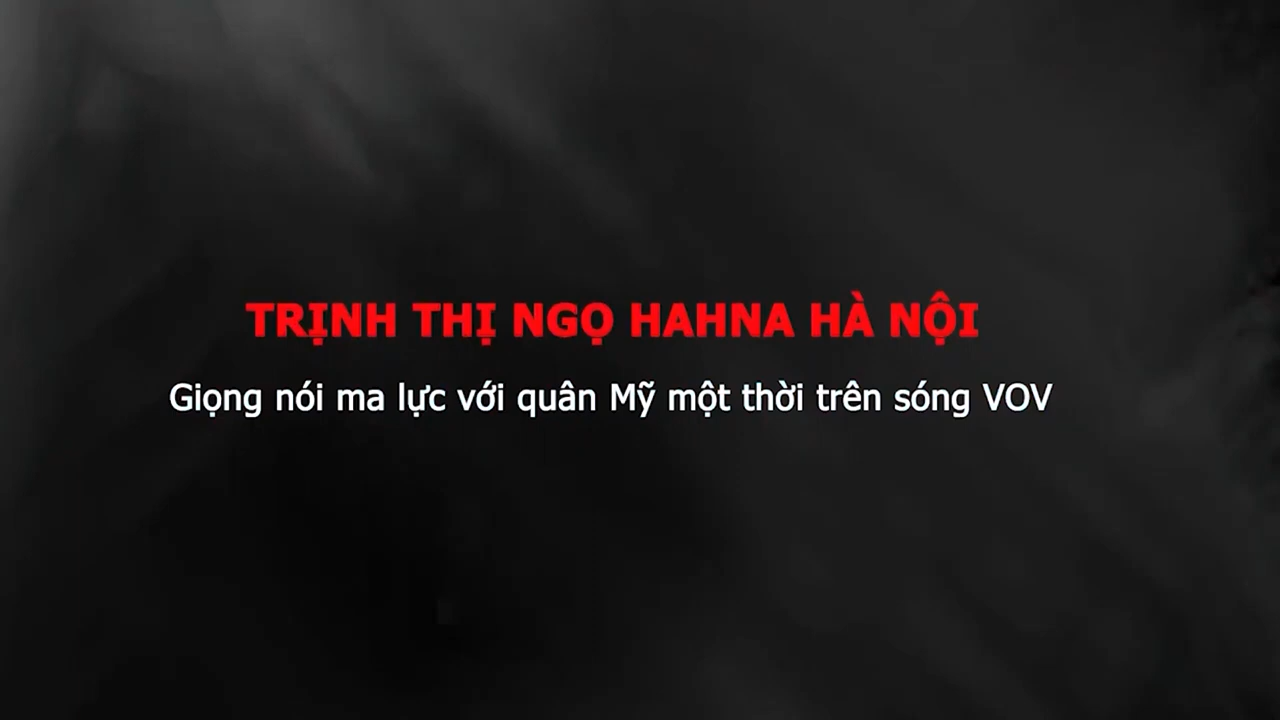 TRỊNH THỊ NGỌ HAHNA HÀ NỘI
Giọng nói ma lực với quân Mỹ một thời trên sóng VOV